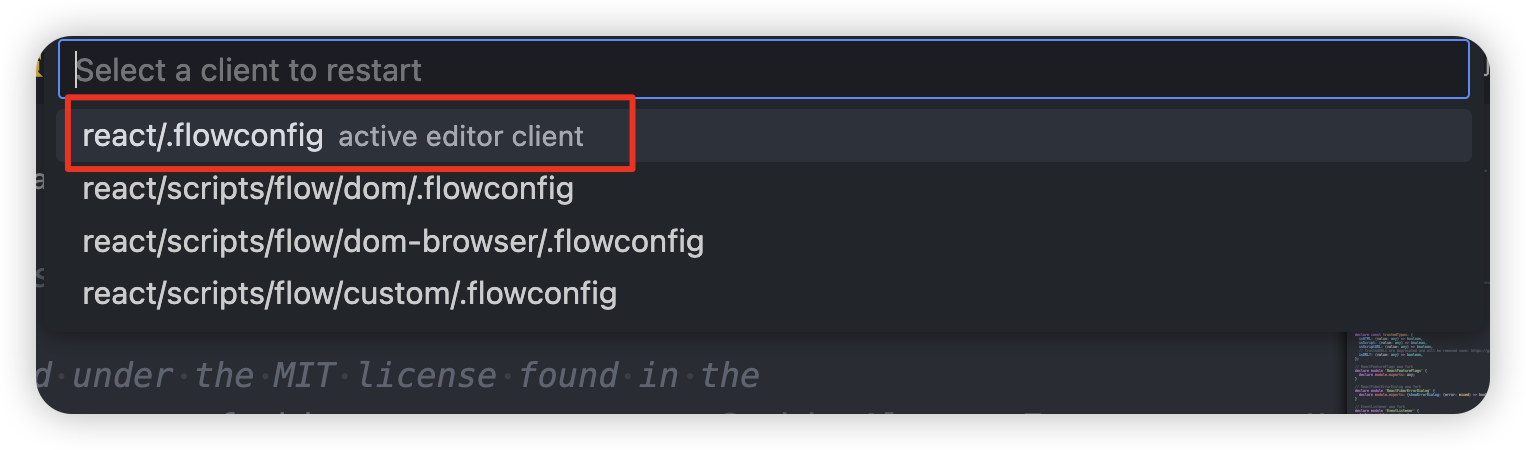 Select a client to restart
react/.flowconfig active editor client
react/scripts/flow/dom/.flowconfig
react/scripts/flow/dom-browser/.flowconfig
react/scripts/flow/custom/.flowconfig
d·under·the·MIT·license·found·in·the